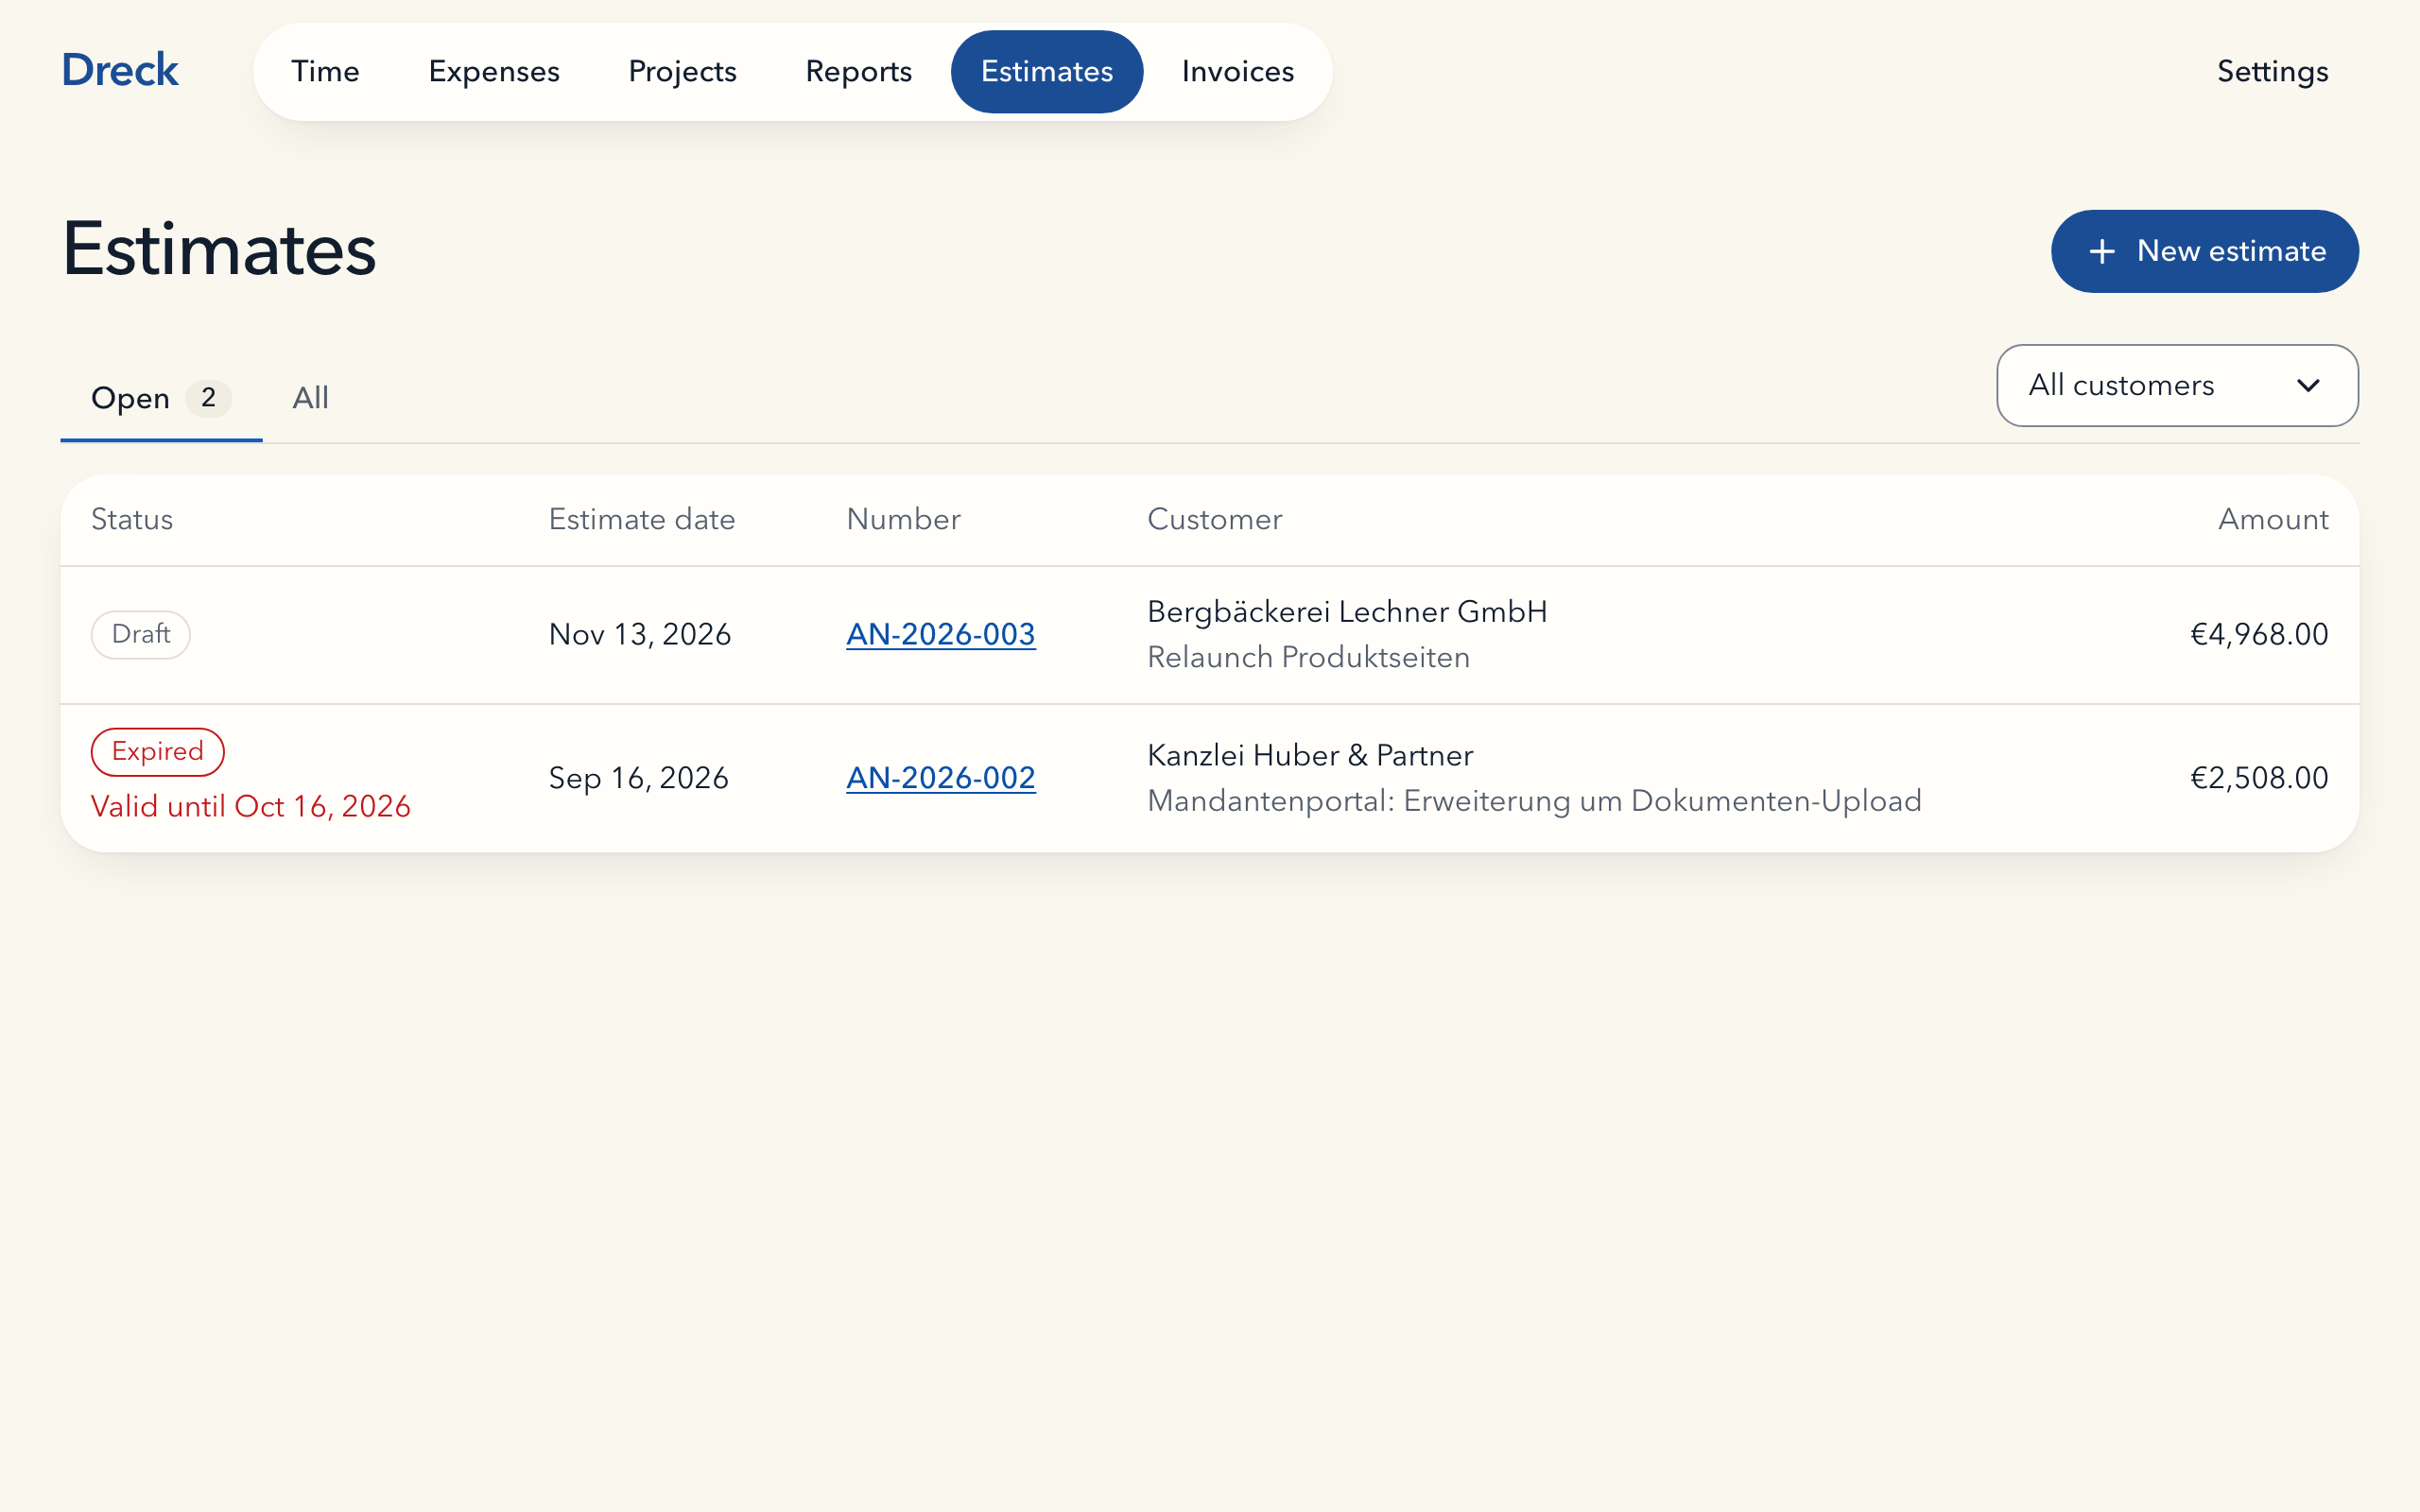 Dreck
Time Expenses Projects Reports Estimates Invoices
Settings
Estimates
+ New estimate
Open 2 All
All customers
Status Estimate date Number Customer Amount
Draft Nov 13, 2026 AN-2026-003 Bergbäckerei Lechner GmbH €4,968.00
Relaunch Produktseiten
Expired
Valid until Oct 16, 2026
Sep 16, 2026 AN-2026-002 Kanzlei Huber & Partner €2,508.00
Mandantenportal: Erweiterung um Dokumenten-Upload